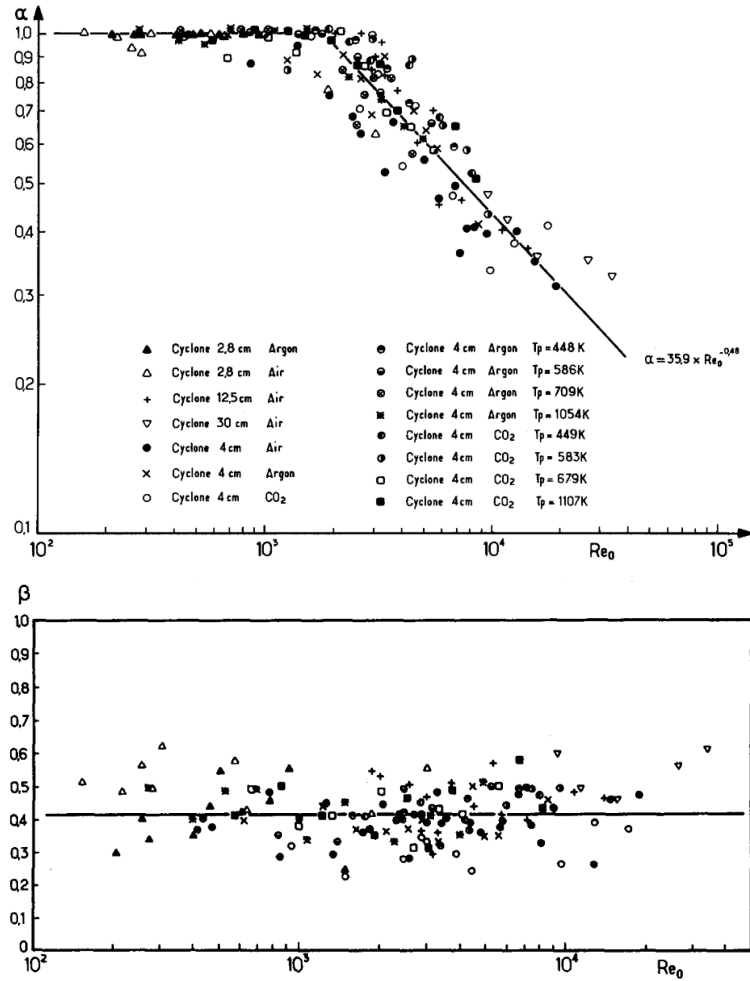 α
1,0
0,9
0,8
0,7
0,6
0,5
0,4
0,3
0,2
0,1
α = 35,9 × Re₀^-0,48
Cyclone 2,8 cm Argon
Cyclone 2,8 cm Air
Cyclone 12,5 cm Air
Cyclone 30 cm Air
Cyclone 4 cm Air
Cyclone 4 cm Argon
Cyclone 4 cm CO₂
Cyclone 4 cm Argon Tp = 448 K
Cyclone 4 cm Argon Tp = 586 K
Cyclone 4 cm Argon Tp = 709 K
Cyclone 4 cm Argon Tp = 1054K
Cyclone 4 cm CO₂ Tp = 449K
Cyclone 4 cm CO₂ Tp = 583K
Cyclone 4 cm CO₂ Tp = 679K
Cyclone 4 cm CO₂ Tp = 1107K
10² 10³ 10⁴ Re₀ 10⁵
β
1,0
0,9
0,8
0,7
0,6
0,5
0,4
0,3
0,2
0,1
0
10² 10³ 10⁴ Re₀